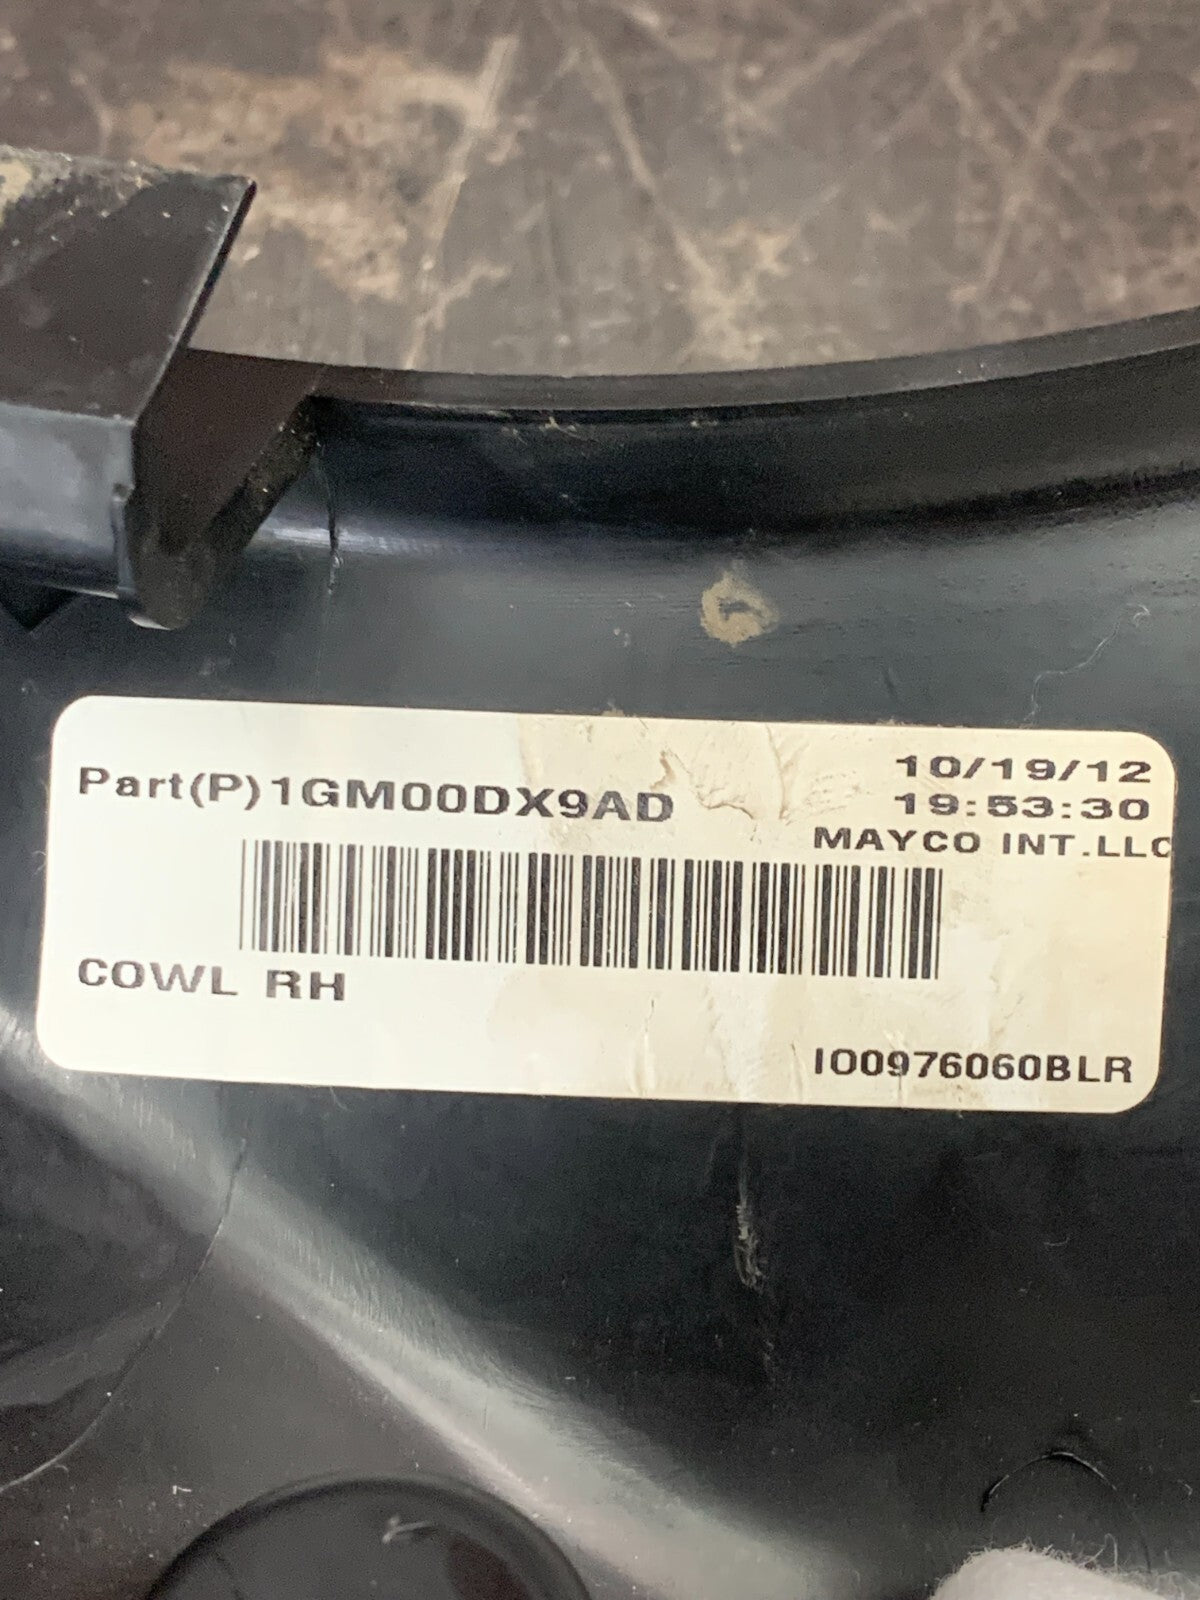 Part(P)1GM00DX9AD
10/19/12
19:53:30
MAYCO INT.LLC
COWL RH
I00976060BLR